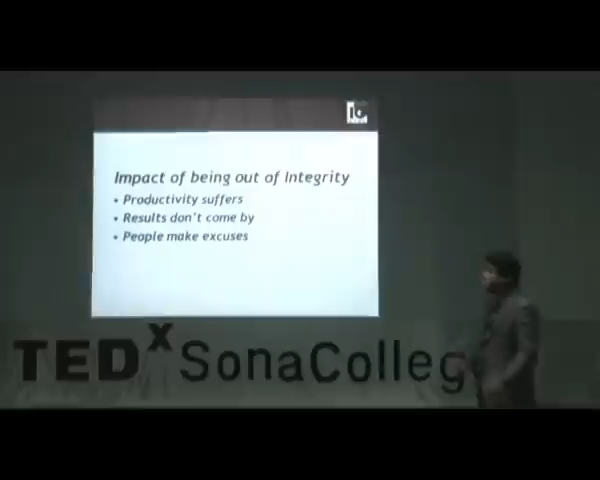 Impact of being out of Integrity
• Productivity suffers
• Results don't come by
• People make excuses
TEDxSonaColleg